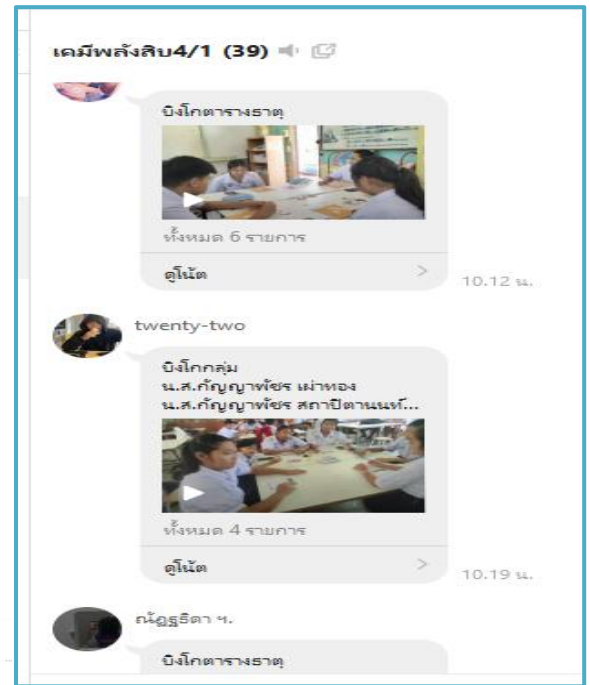 เคมีพลังสิบ4/1 (39)
บิงโกตารางธาตุ
ทั้งหมด 6 รายการ
ดูโน้ต
10.12 น.
twenty-two
บิงโกกลุ่ม
น.ส.กัญญาพัชร เผ่าทอง
น.ส.กัญญาพัชร สถาปิตานนท์...
ทั้งหมด 4 รายการ
ดูโน้ต
10.19 น.
ณัฏฐธิดา ฯ.
บิงโกตารางธาตุ